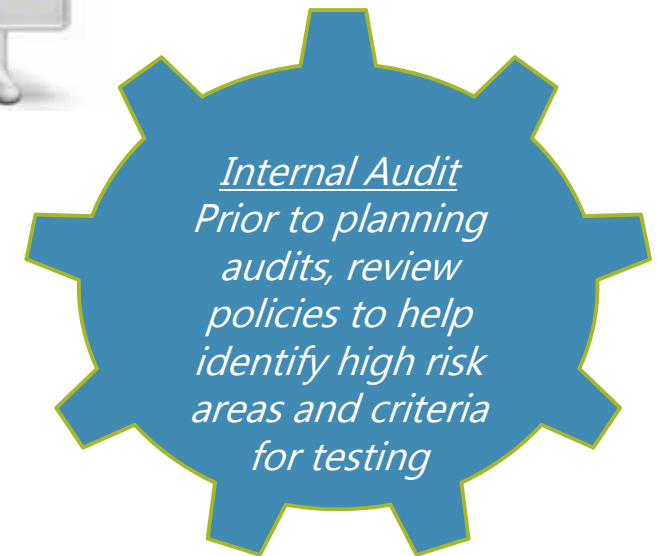 Internal Audit
Prior to planning
audits, review
policies to help
identify high risk
areas and criteria
for testing